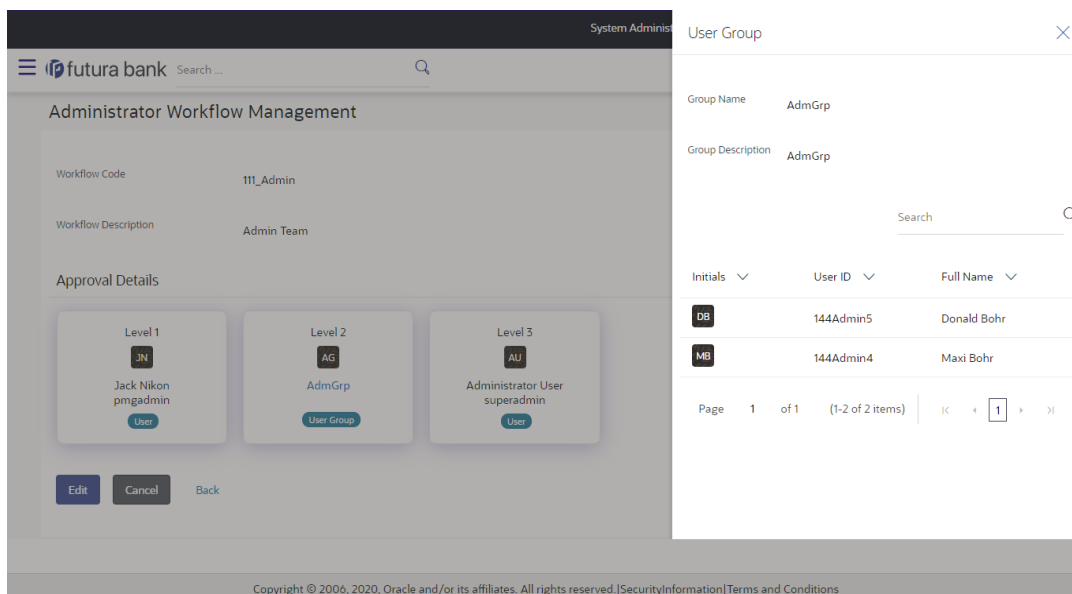 System Adminis
futura bank
Search ...
Administrator Workflow Management
Workflow Code
111_Admin
Workflow Description
Admin Team
Approval Details
Level 1
JN
Jack Nikon
pmgadmin
User
Level 2
AG
AdmGrp
User Group
Level 3
AU
Administrator User
superadmin
User
Edit Cancel Back
User Group
Group Name AdmGrp
Group Description AdmGrp
Search
Initials User ID Full Name
DB 144Admin5 Donald Bohr
MB 144Admin4 Maxi Bohr
Page 1 of 1 (1-2 of 2 items) 1
Copyright © 2006, 2020, Oracle and/or its affiliates. All rights reserved.|SecurityInformation|Terms and Conditions